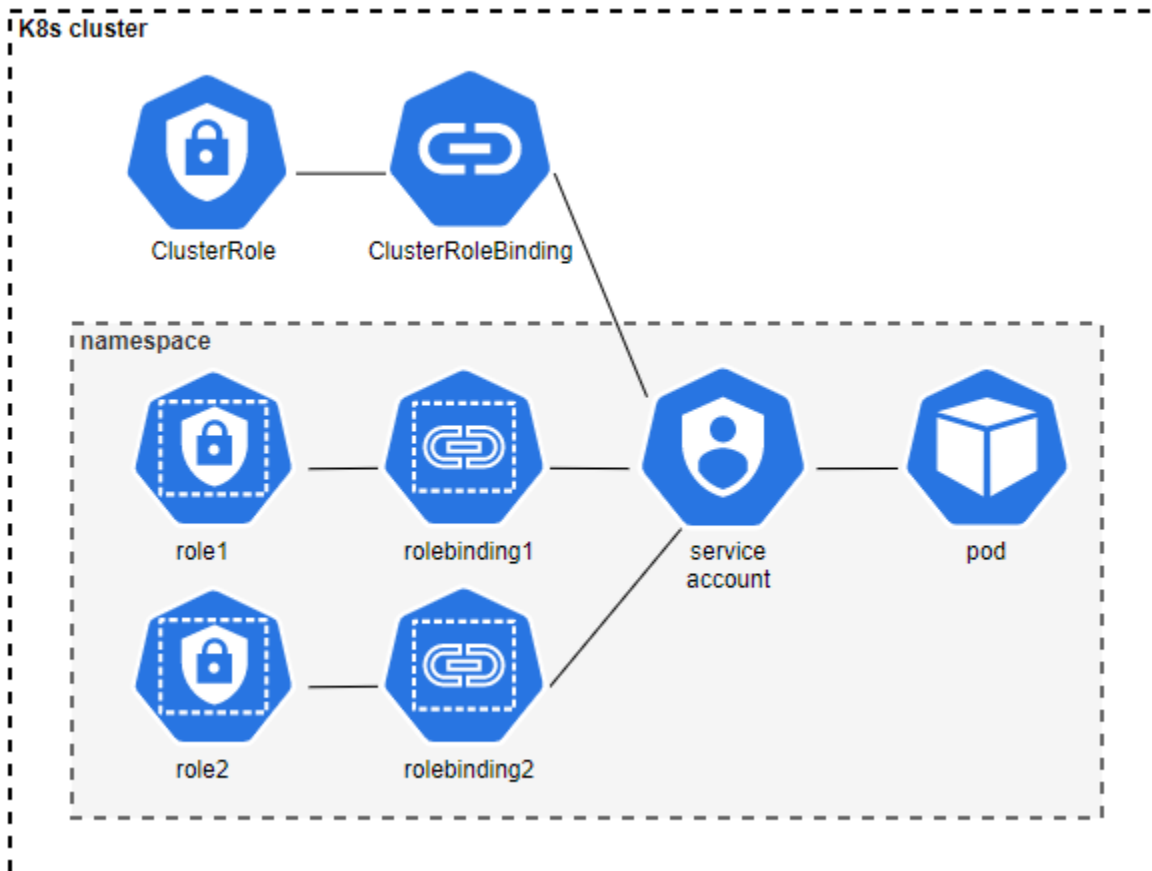 K8s cluster
ClusterRole
ClusterRoleBinding
namespace
role1
rolebinding1
service
account
pod
role2
rolebinding2